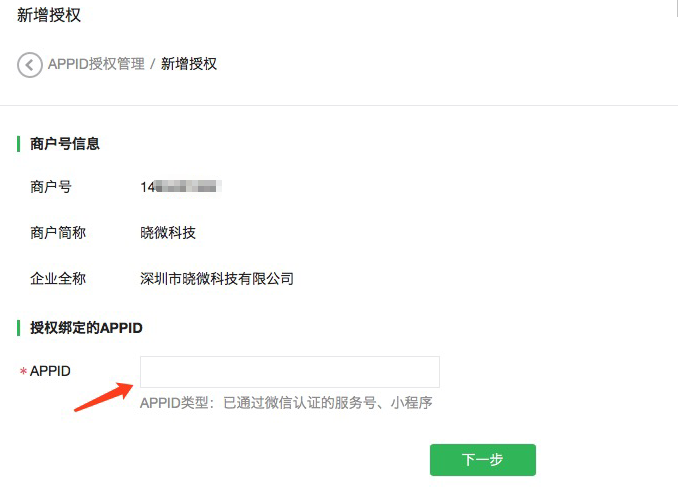 新增授权
APPID授权管理 / 新增授权
商户号信息
商户号 14
商户简称 晓微科技
企业全称 深圳市晓微科技有限公司
授权绑定的APPID
* APPID
APPID类型：已通过微信认证的服务号、小程序
下一步